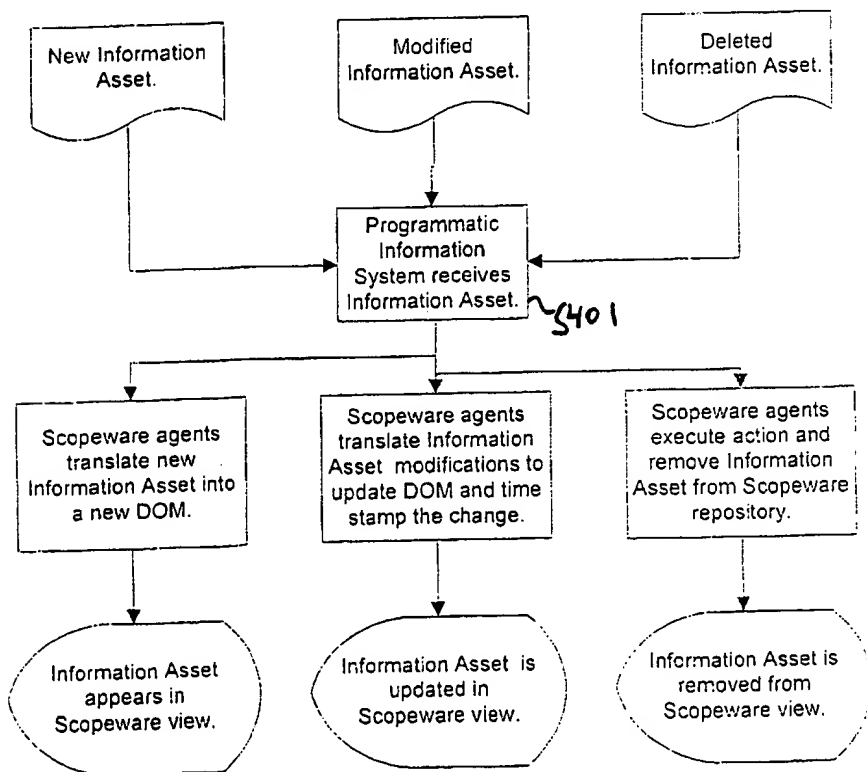 New Information
Asset.
Modified
Information Asset.
Deleted
Information Asset.
Programmatic
Information
System receives
Information Asset.
S401
Scopeware agents
translate new
Information Asset into
a new DOM.
Scopeware agents
translate Information
Asset modifications to
update DOM and time
stamp the change.
Scopeware agents
execute action and
remove Information
Asset from Scopeware
repository.
Information Asset
appears in
Scopeware view.
Information Asset is
updated in
Scopeware view.
Information Asset is
removed from
Scopeware view.